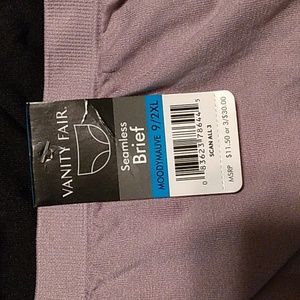 VANITY FAIR.
Seamless
Brief
MOODYMAUVE 9/2XL
SCAN ALL 3
MSRP $11.50 or 3/$30.00